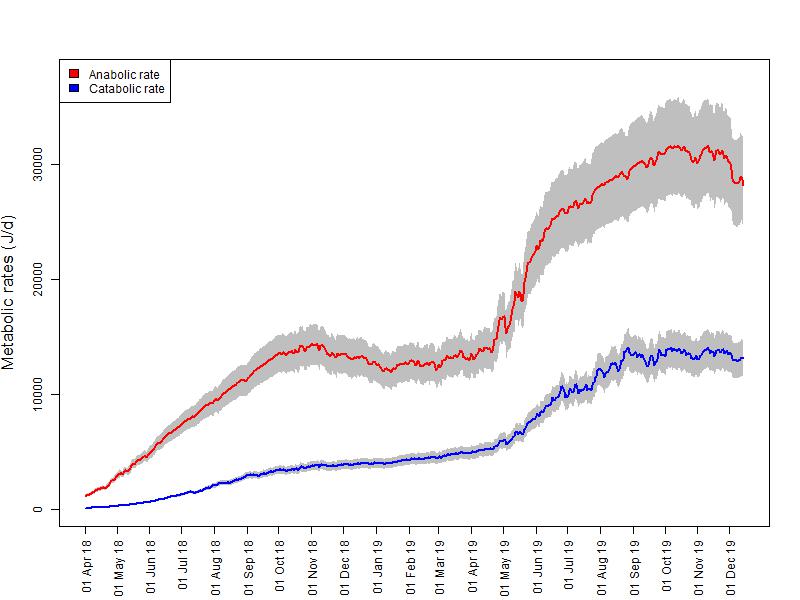 Anabolic rate
Catabolic rate
Metabolic rates (J/d)
30000
20000
10000
0
01 Apr 18
01 May 18
01 Jun 18
01 Jul 18
01 Aug 18
01 Sep 18
01 Oct 18
01 Nov 18
01 Dec 18
01 Jan 19
01 Feb 19
01 Mar 19
01 Apr 19
01 May 19
01 Jun 19
01 Jul 19
01 Aug 19
01 Sep 19
01 Oct 19
01 Nov 19
01 Dec 19